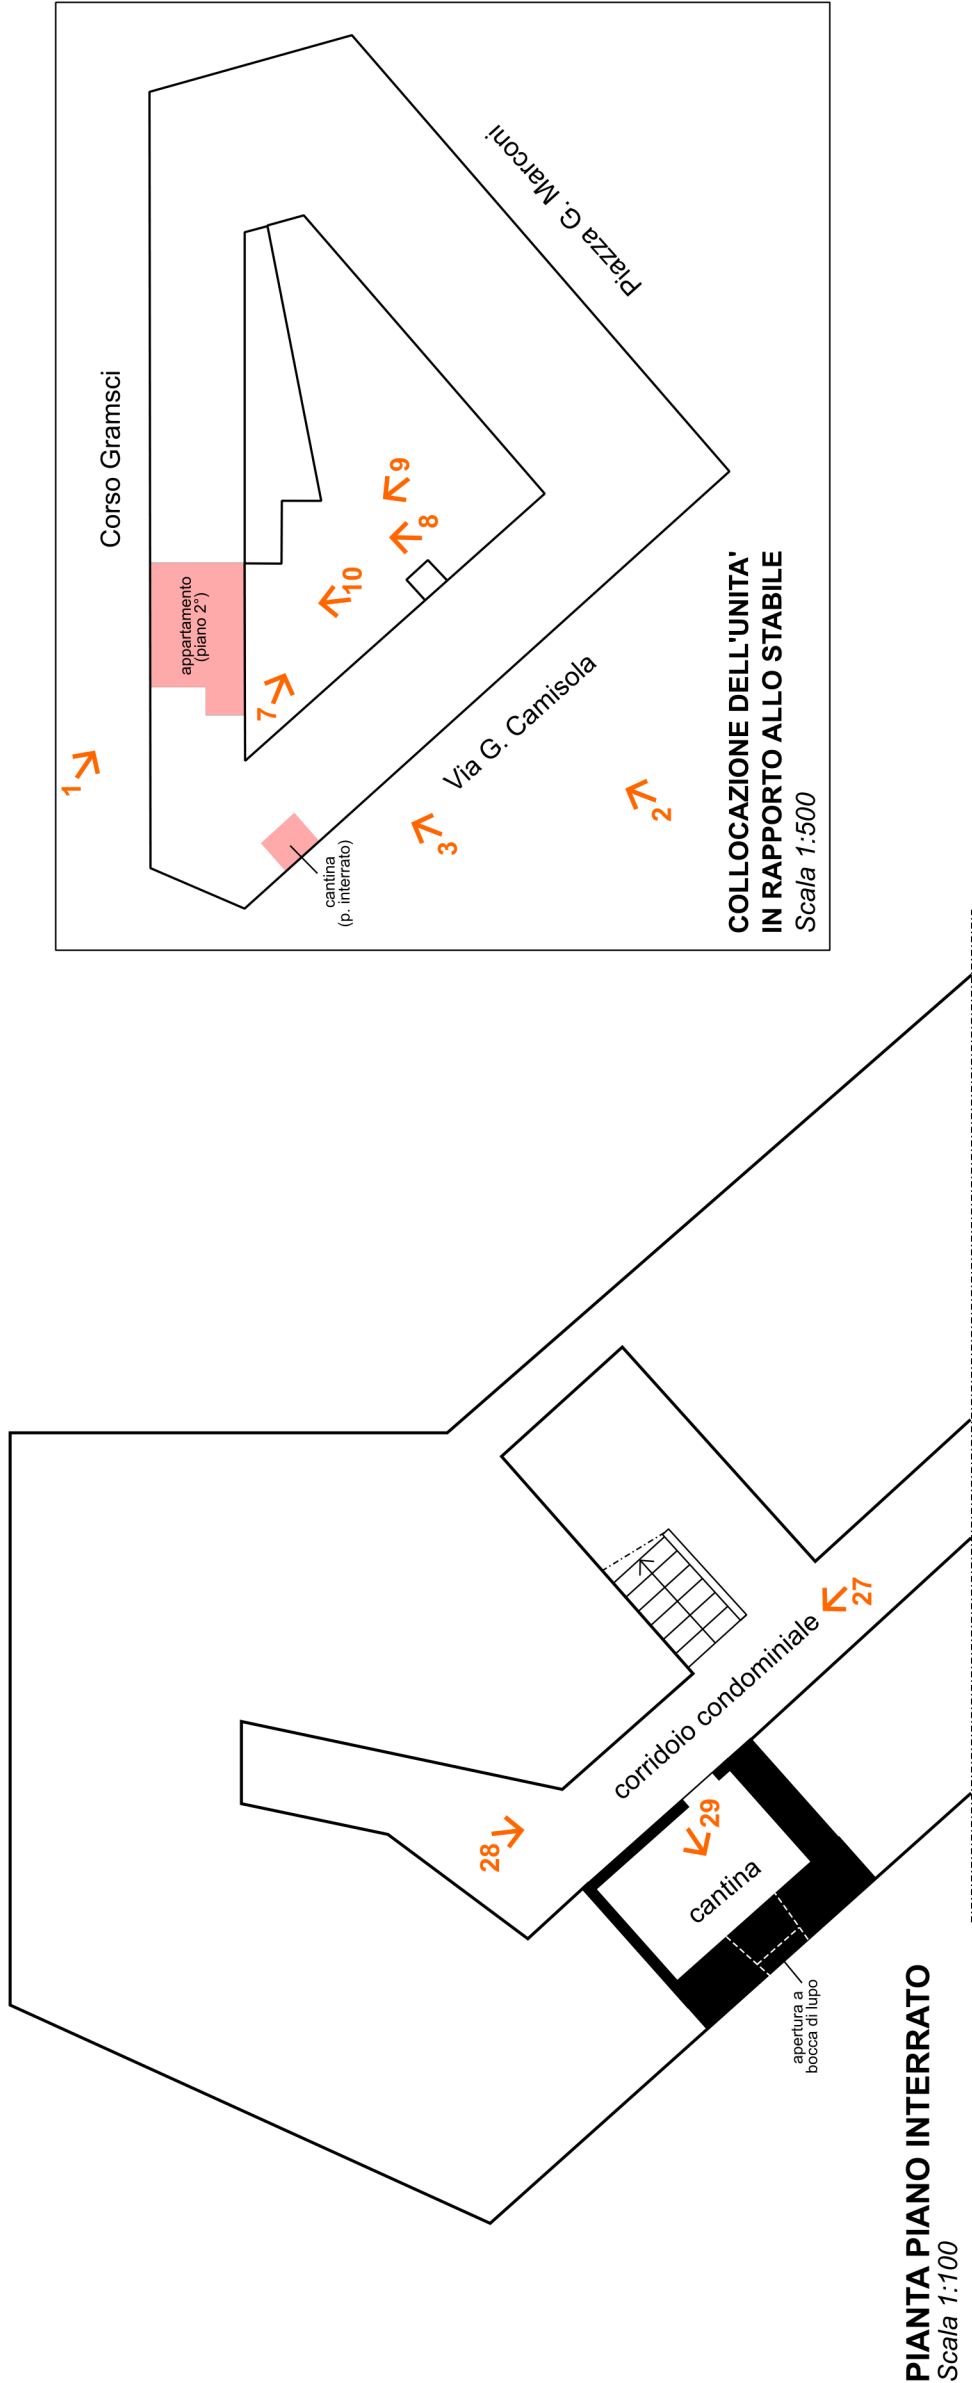 Corso Gramsci
Piazza G. Marconi
appartamento
(piano 2°)
1
7
10
8
9
Via G. Camisola
3
2
cantina
(p. interrato)
COLLOCAZIONE DELL'UNITA'
IN RAPPORTO ALLO STABILE
Scala 1:500
28
corridoio condominiale
27
29
cantina
apertura a
bocca di lupo
PIANTA PIANO INTERRATO
Scala 1:100